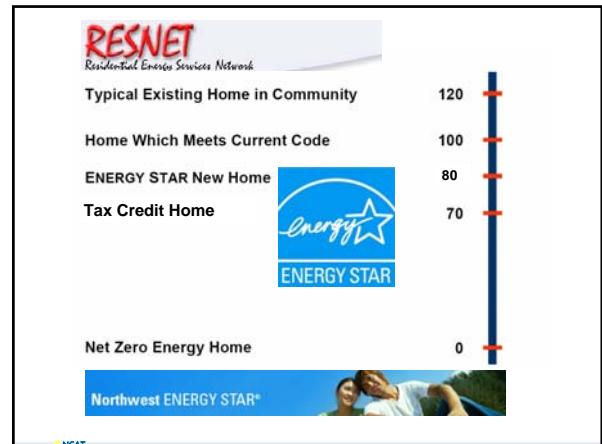 RESNET
Residential Energy Services Network
Typical Existing Home in Community 120
Home Which Meets Current Code 100
ENERGY STAR New Home 80
Tax Credit Home 70
energy
ENERGY STAR
Net Zero Energy Home 0
Northwest ENERGY STAR®
NCAT